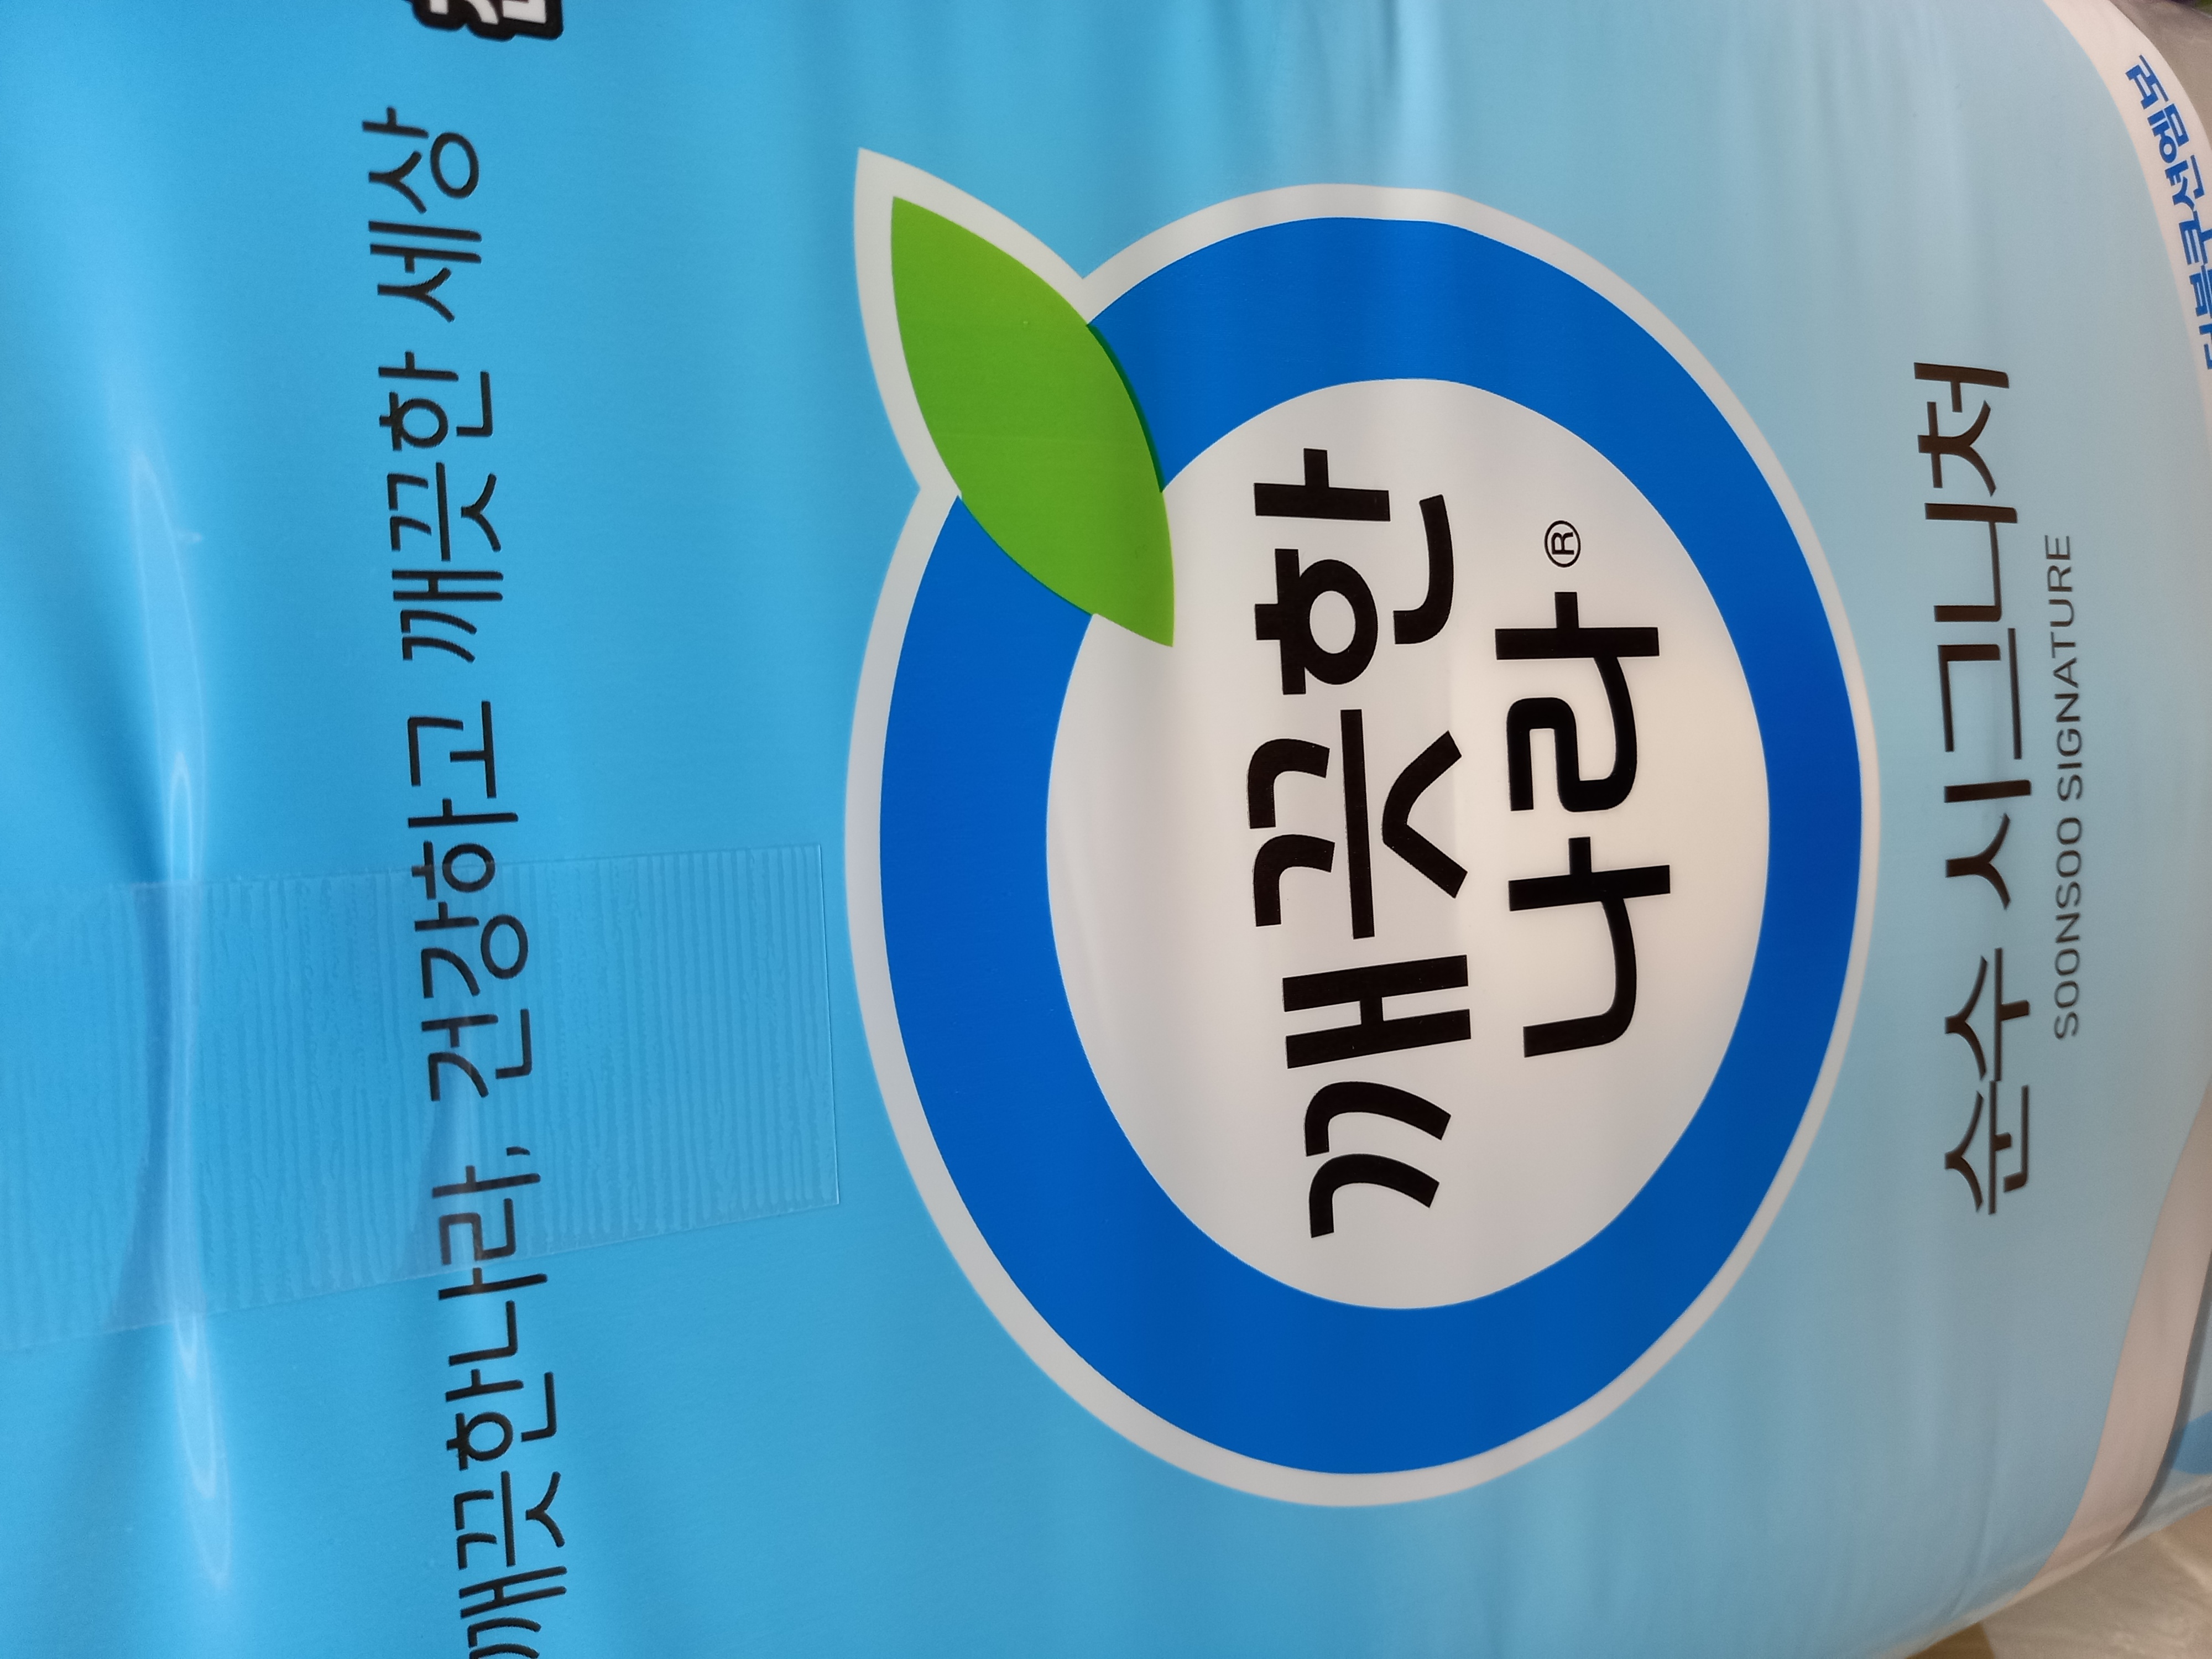 깨끗한나라, 건강하고 깨끗한 세상
깨끗한
나라®
순수 시그니처
SOONSOO SIGNATURE